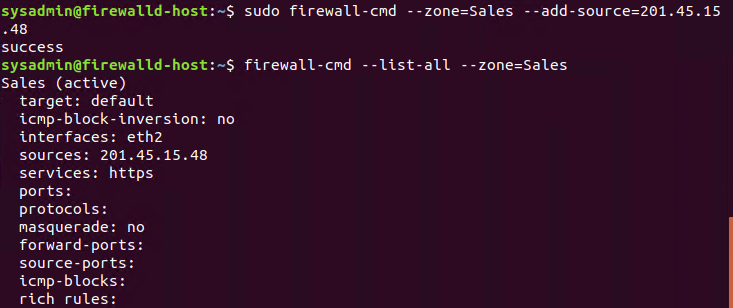 sysadmin@firewalld-host:~$ sudo firewall-cmd --zone=Sales --add-source=201.45.15
.48
success
sysadmin@firewalld-host:~$ firewall-cmd --list-all --zone=Sales
Sales (active)
  target: default
  icmp-block-inversion: no
  interfaces: eth2
  sources: 201.45.15.48
  services: https
  ports:
  protocols:
  masquerade: no
  forward-ports:
  source-ports:
  icmp-blocks:
  rich rules: